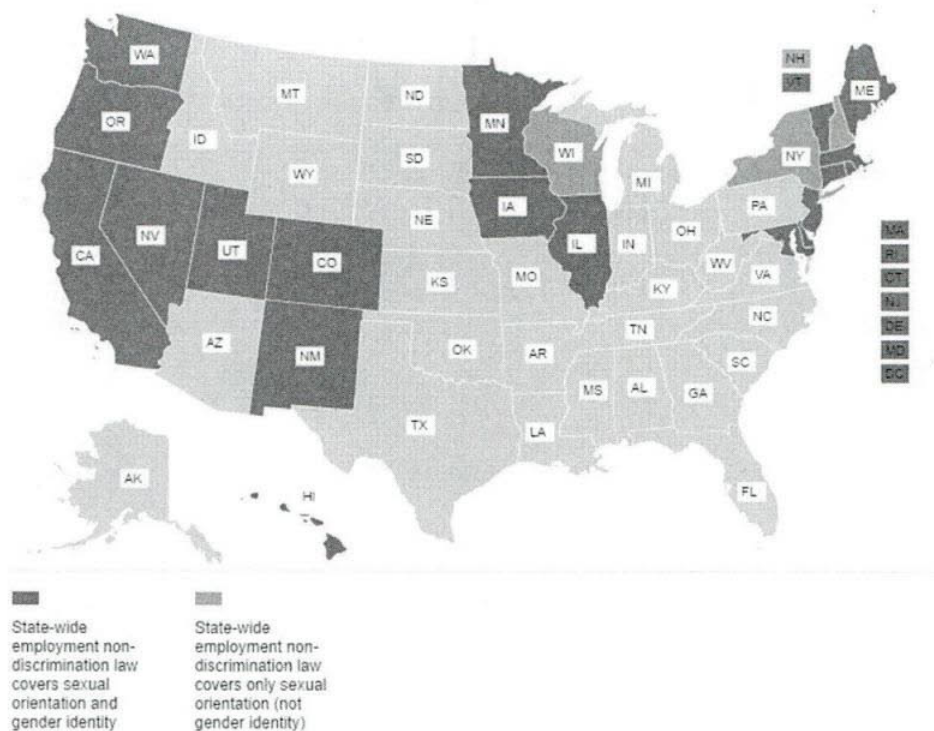 WA
OR
CA
NV
ID
MT
WY
UT
CO
AZ
NM
ND
SD
NE
KS
OK
TX
MN
IA
MO
AR
LA
WI
IL
MI
IN
OH
KY
TN
MS
AL
GA
FL
SC
NC
VA
WV
PA
NY
ME
NH
VT
MA
RI
CT
NJ
DE
MD
DC
AK
HI
State-wide
employment non-
discrimination law
covers sexual
orientation and
gender identity
State-wide
employment non-
discrimination law
covers only sexual
orientation (not
gender identity)